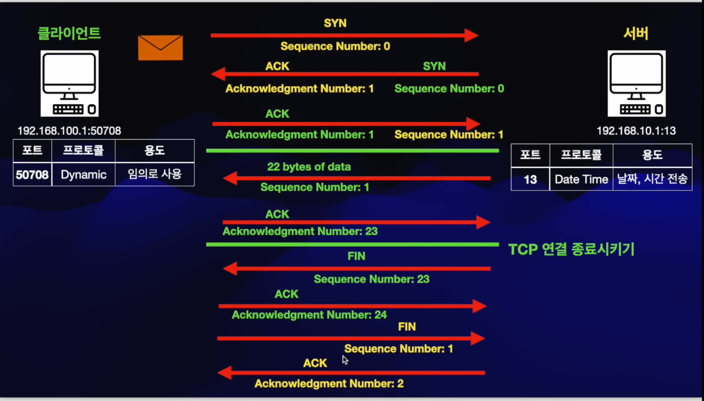 클라이언트
서버
SYN
Sequence Number: 0
ACK
SYN
Acknowledgment Number: 1
Sequence Number: 0
192.168.100.1:50708
192.168.10.1:13
ACK
Acknowledgment Number: 1
Sequence Number: 1
포트 프로토콜 용도
50708 Dynamic 임의로 사용
포트 프로토콜 용도
13 Date Time 날짜, 시간 전송
22 bytes of data
Sequence Number: 1
ACK
Acknowledgment Number: 23
TCP 연결 종료시키기
FIN
Sequence Number: 23
ACK
Acknowledgment Number: 24
FIN
Sequence Number: 1
ACK
Acknowledgment Number: 2